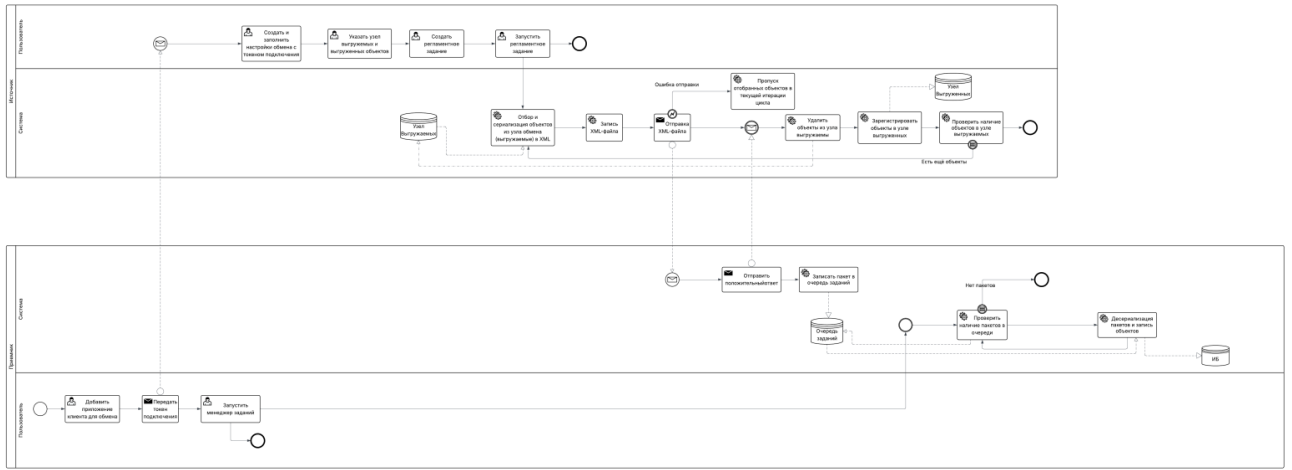 Источник
Пользователь
Создать и
заполнить
настройки обмена с
токеном подключения
Указать узел
выгружаемых и
выгруженных объектов
Создать
регламентное
задание
Запустить
регламентное
задание
Система
Узел
Выгружаемых
Отбор и
сериализация объектов
из узла обмена
(выгружаемые) в XML
Запись
XML-файла
Отправка
XML-файла
Ошибка отправки
Пропуск
отобранных объектов в
текущей итерации
цикла
Удалить
объекты из узла
выгружаемы
Зарегистрировать
объекты в узле
выгруженных
Узел
Выгруженных
Проверить наличие
объектов в узле
выгружаемых
Есть ещё объекты
Приемник
Система
Отправить
положительныйответ
Записать пакет в
очередь заданий
Очередь
заданий
Нет пакетов
Проверить
наличие пакетов в
очереди
Десериализация
пакетов и запись
объектов
ИБ
Пользователь
Добавить
приложение
клиента для обмена
Передать
токен
подключения
Запустить
менеджер заданий